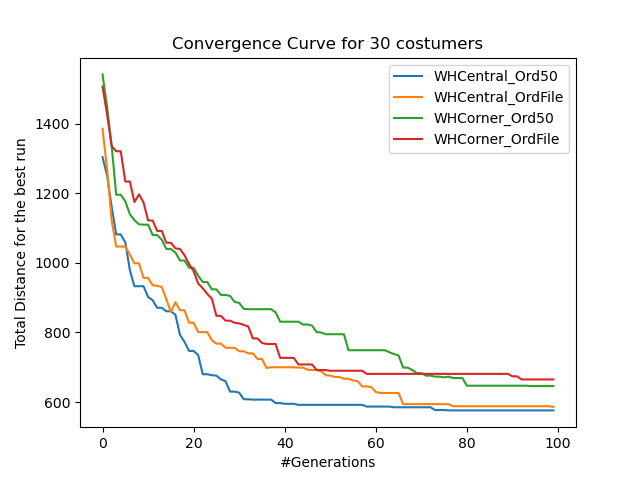 Convergence Curve for 30 costumers
WHCentral_Ord50
WHCentral_OrdFile
WHCorner_Ord50
WHCorner_OrdFile
Total Distance for the best run
1400
1200
1000
800
600
0
20
40
60
80
100
#Generations